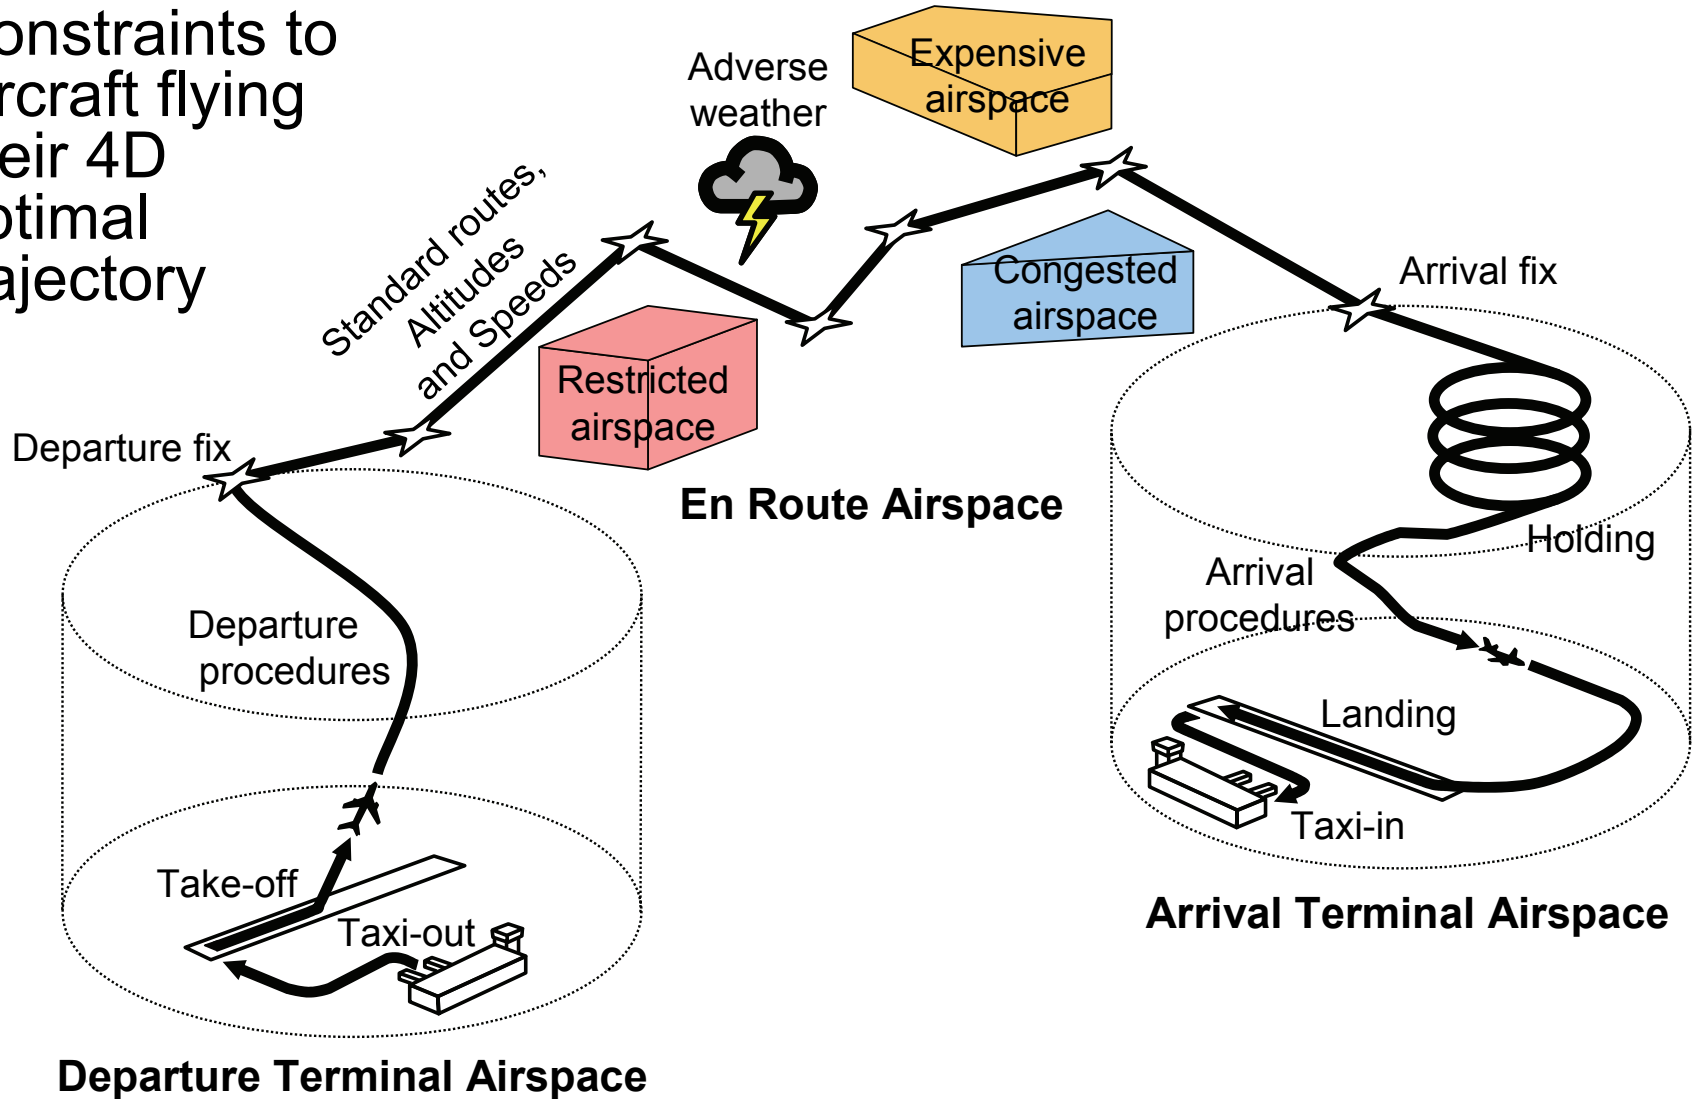 onstraints to
rcraft flying
eir 4D
ptimal
ajectory
Adverse
weather
Expensive
airspace
Standard routes,
Altitudes
and Speeds
Congested
airspace
Arrival fix
Restricted
airspace
Departure fix
En Route Airspace
Holding
Arrival
procedures
Departure
procedures
Landing
Taxi-in
Take-off
Taxi-out
Arrival Terminal Airspace
Departure Terminal Airspace